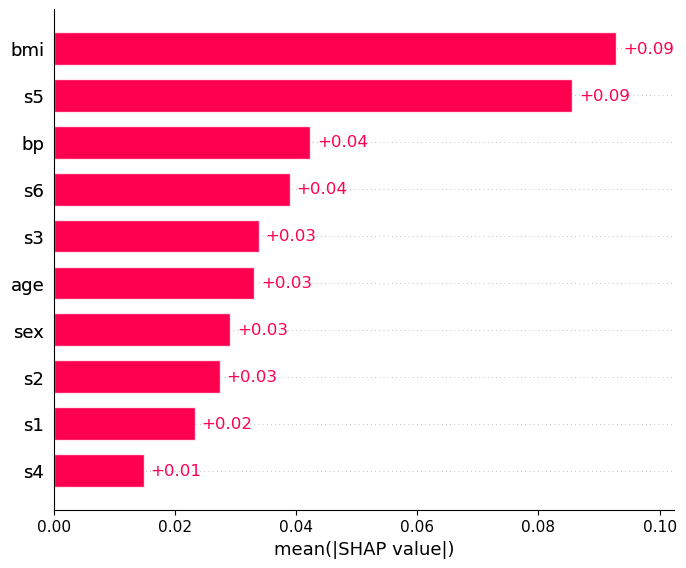 bmi +0.09
s5 +0.09
bp +0.04
s6 +0.04
s3 +0.03
age +0.03
sex +0.03
s2 +0.03
s1 +0.02
s4 +0.01
0.00 0.02 0.04 0.06 0.08 0.10
mean(|SHAP value|)